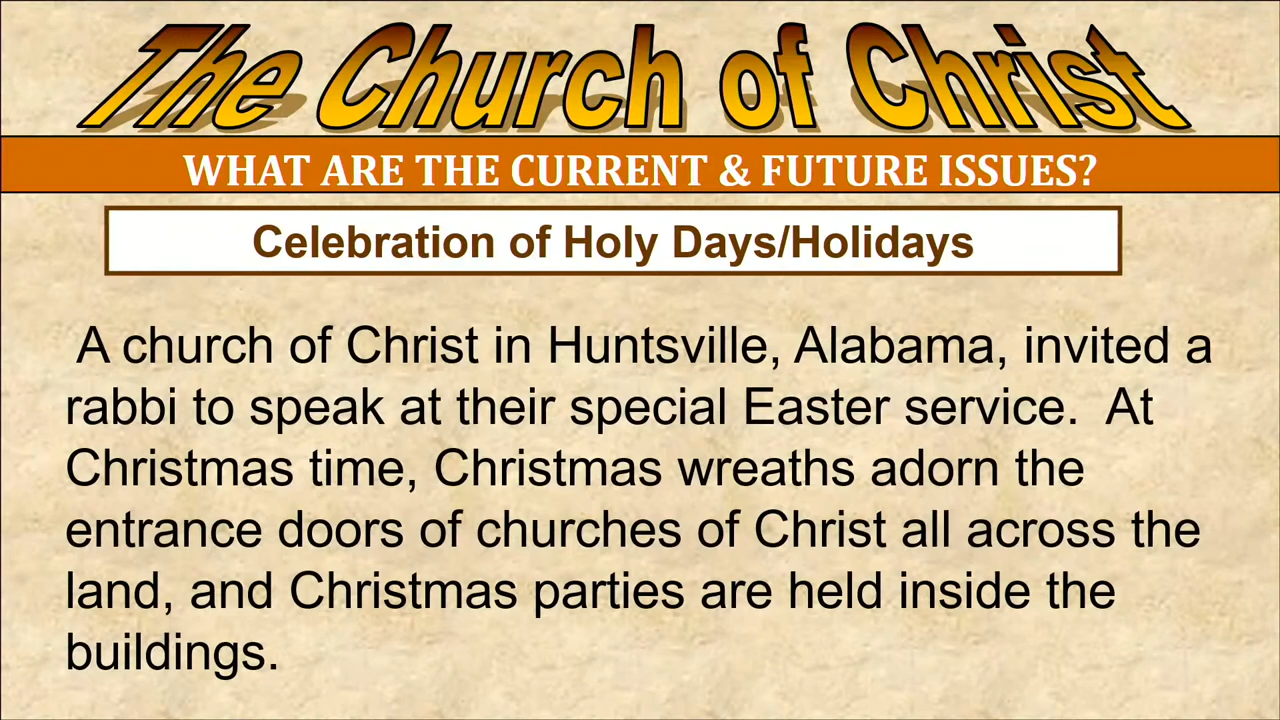 The Church of Christ
WHAT ARE THE CURRENT & FUTURE ISSUES?
Celebration of Holy Days/Holidays
A church of Christ in Huntsville, Alabama, invited a
rabbi to speak at their special Easter service.  At
Christmas time, Christmas wreaths adorn the
entrance doors of churches of Christ all across the
land, and Christmas parties are held inside the
buildings.